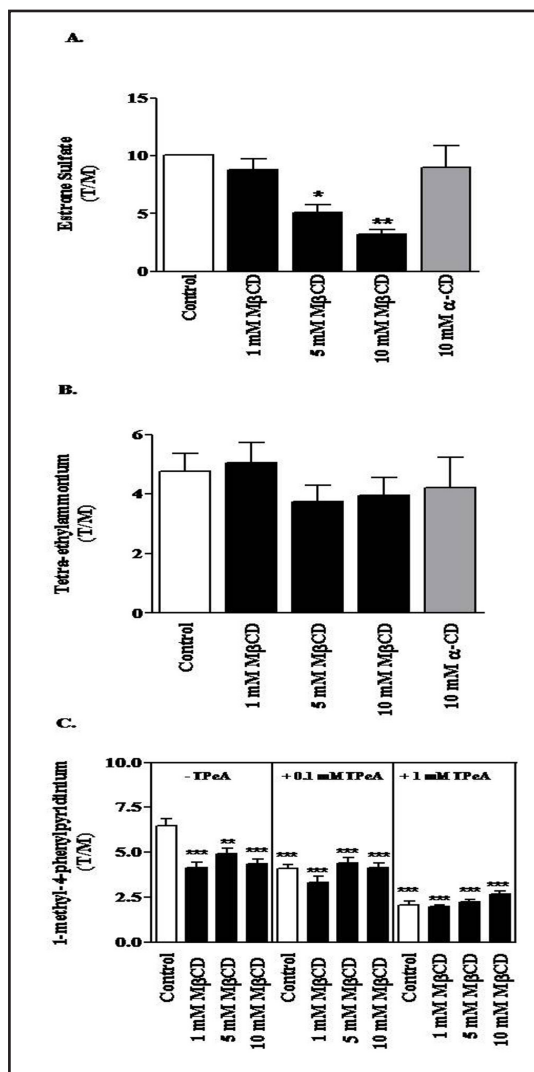 A.
Estrone Sulfate
(T/M)
15
10
5
0
*
**
Control
1 mM MβCD
5 mM MβCD
10 mM MβCD
10 mM α-CD
B.
Tetra-ethylammonium
(T/M)
6
4
2
0
Control
1 mM MβCD
5 mM MβCD
10 mM MβCD
10 mM α-CD
C.
1-methyl-4-phenylpyridinium
(T/M)
10.0
7.5
5.0
2.5
0.0
- TPeA
+ 0.1 mM TPeA
+ 1 mM TPeA
*** ** *** *** *** *** *** *** *** *** ***
Control
1 mM MβCD
5 mM MβCD
10 mM MβCD
Control
1 mM MβCD
5 mM MβCD
10 mM MβCD
Control
1 mM MβCD
5 mM MβCD
10 mM MβCD